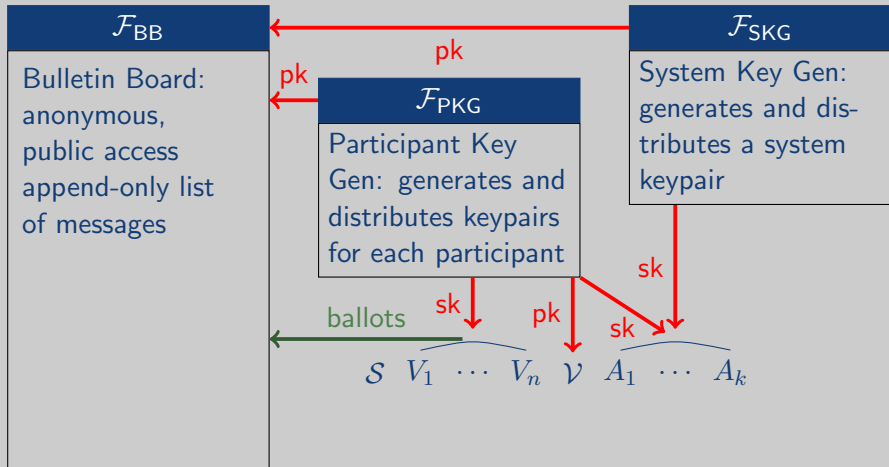 F_BB
Bulletin Board:
anonymous,
public access
append-only list
of messages
pk
pk
F_SKG
System Key Gen:
generates and dis-
tributes a system
keypair
F_PKG
Participant Key
Gen: generates and
distributes keypairs
for each participant
sk
pk
sk
sk
ballots
S V_1 ⋯ V_n V A_1 ⋯ A_k